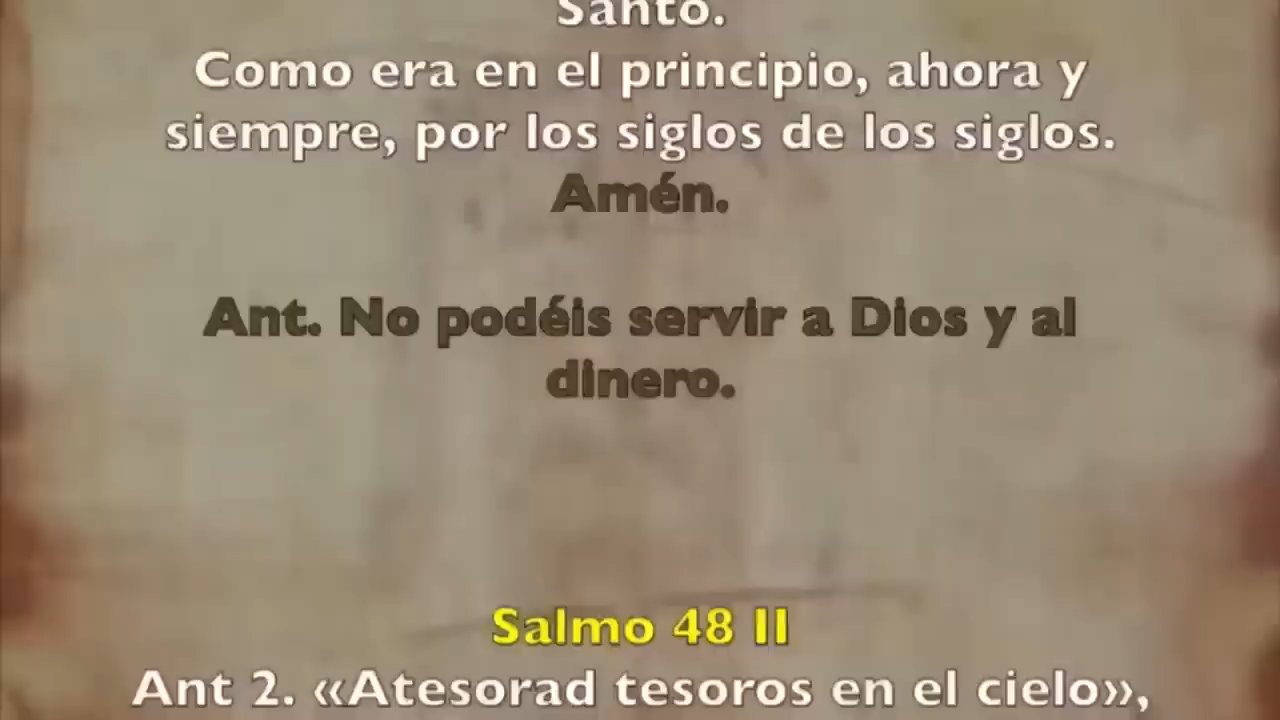 Santo.
Como era en el principio, ahora y
siempre, por los siglos de los siglos.
Amén.
Ant. No podéis servir a Dios y al
dinero.
Salmo 48 II
Ant 2. «Atesorad tesoros en el cielo»,